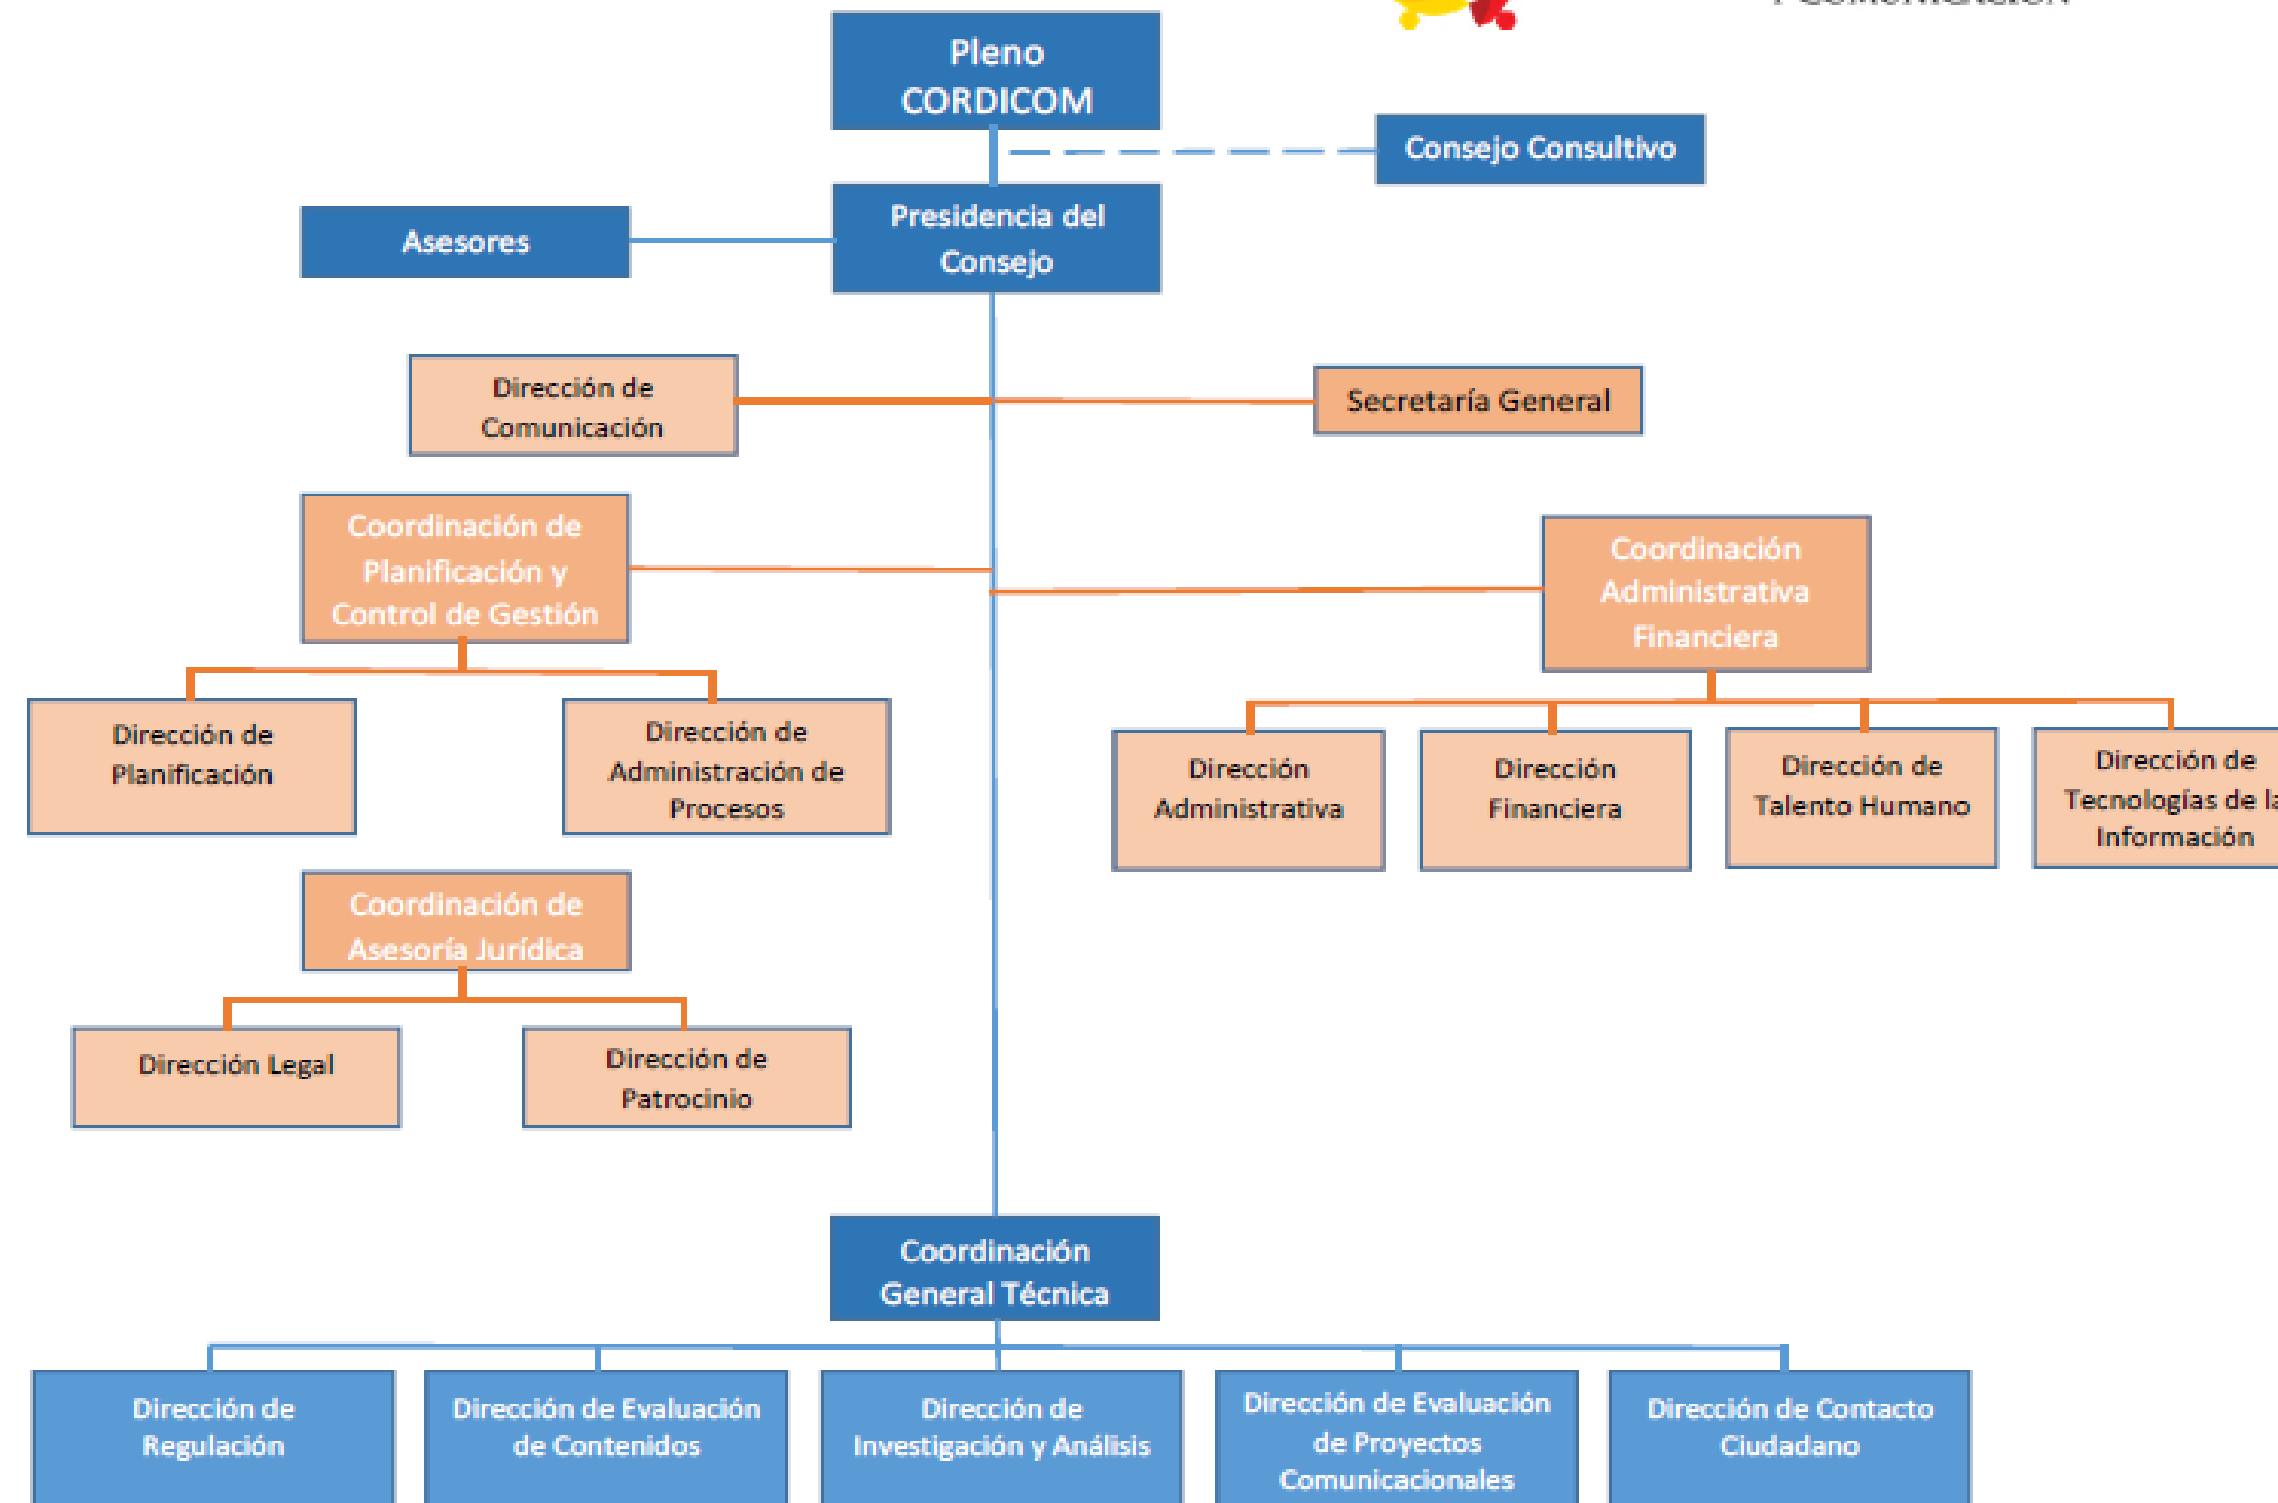 Y COMUNICACIÓN
Pleno
CORDICOM
Consejo Consultivo
Presidencia del
Consejo
Asesores
Dirección de
Comunicación
Secretaría General
Coordinación de
Planificación y
Control de Gestión
Coordinación
Administrativa
Financiera
Dirección de
Planificación
Dirección de
Administración de
Procesos
Dirección
Administrativa
Dirección
Financiera
Dirección de
Talento Humano
Dirección de
Tecnologías de la
Información
Coordinación de
Asesoría Jurídica
Dirección Legal
Dirección de
Patrocinio
Coordinación
General Técnica
Dirección de
Regulación
Dirección de Evaluación
de Contenidos
Dirección de
Investigación y Análisis
Dirección de Evaluación
de Proyectos
Comunicacionales
Dirección de Contacto
Ciudadano